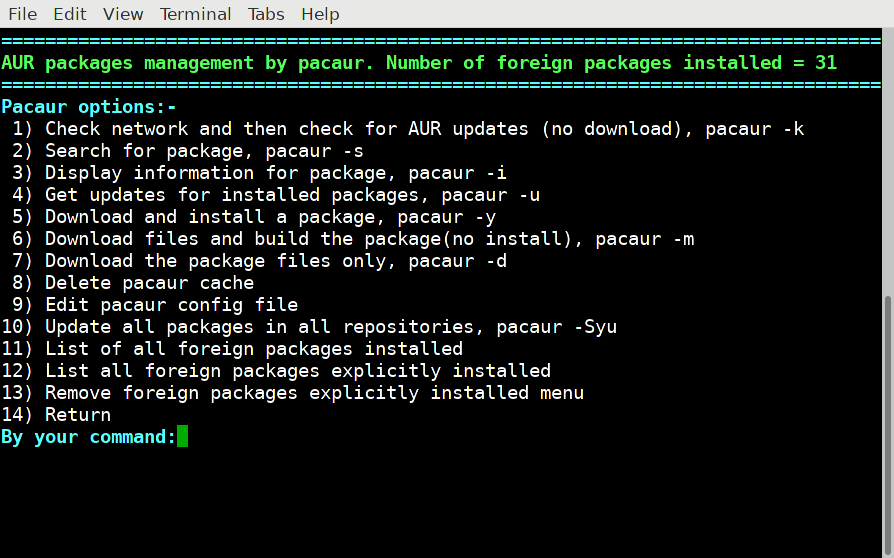 File Edit View Terminal Tabs Help
================================================================================
AUR packages management by pacaur. Number of foreign packages installed = 31
================================================================================
Pacaur options:-
1) Check network and then check for AUR updates (no download), pacaur -k
2) Search for package, pacaur -s
3) Display information for package, pacaur -i
4) Get updates for installed packages, pacaur -u
5) Download and install a package, pacaur -y
6) Download files and build the package(no install), pacaur -m
7) Download the package files only, pacaur -d
8) Delete pacaur cache
9) Edit pacaur config file
10) Update all packages in all repositories, pacaur -Syu
11) List of all foreign packages installed
12) List all foreign packages explicitly installed
13) Remove foreign packages explicitly installed menu
14) Return
By your command: